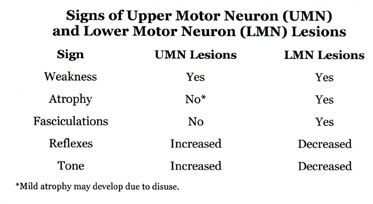 Signs of Upper Motor Neuron (UMN)
and Lower Motor Neuron (LMN) Lesions
Sign UMN Lesions LMN Lesions
Weakness Yes Yes
Atrophy No* Yes
Fasciculations No Yes
Reflexes Increased Decreased
Tone Increased Decreased
*Mild atrophy may develop due to disuse.